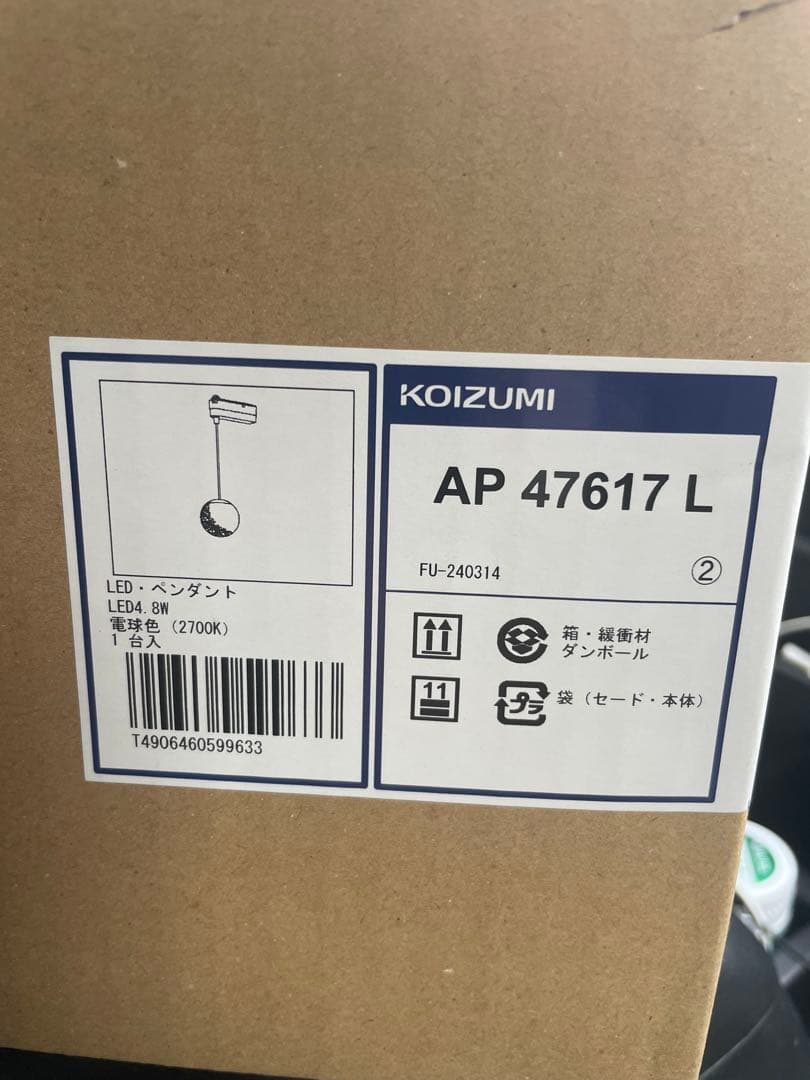 LED・ペンダント
LED4.8W
電球色(2700K)
1 台入
T4906460599633
KOIZUMI
AP 47617 L
FU-240314
②
箱・緩衝材
ダンボール
11
プラ
袋(セード・本体)